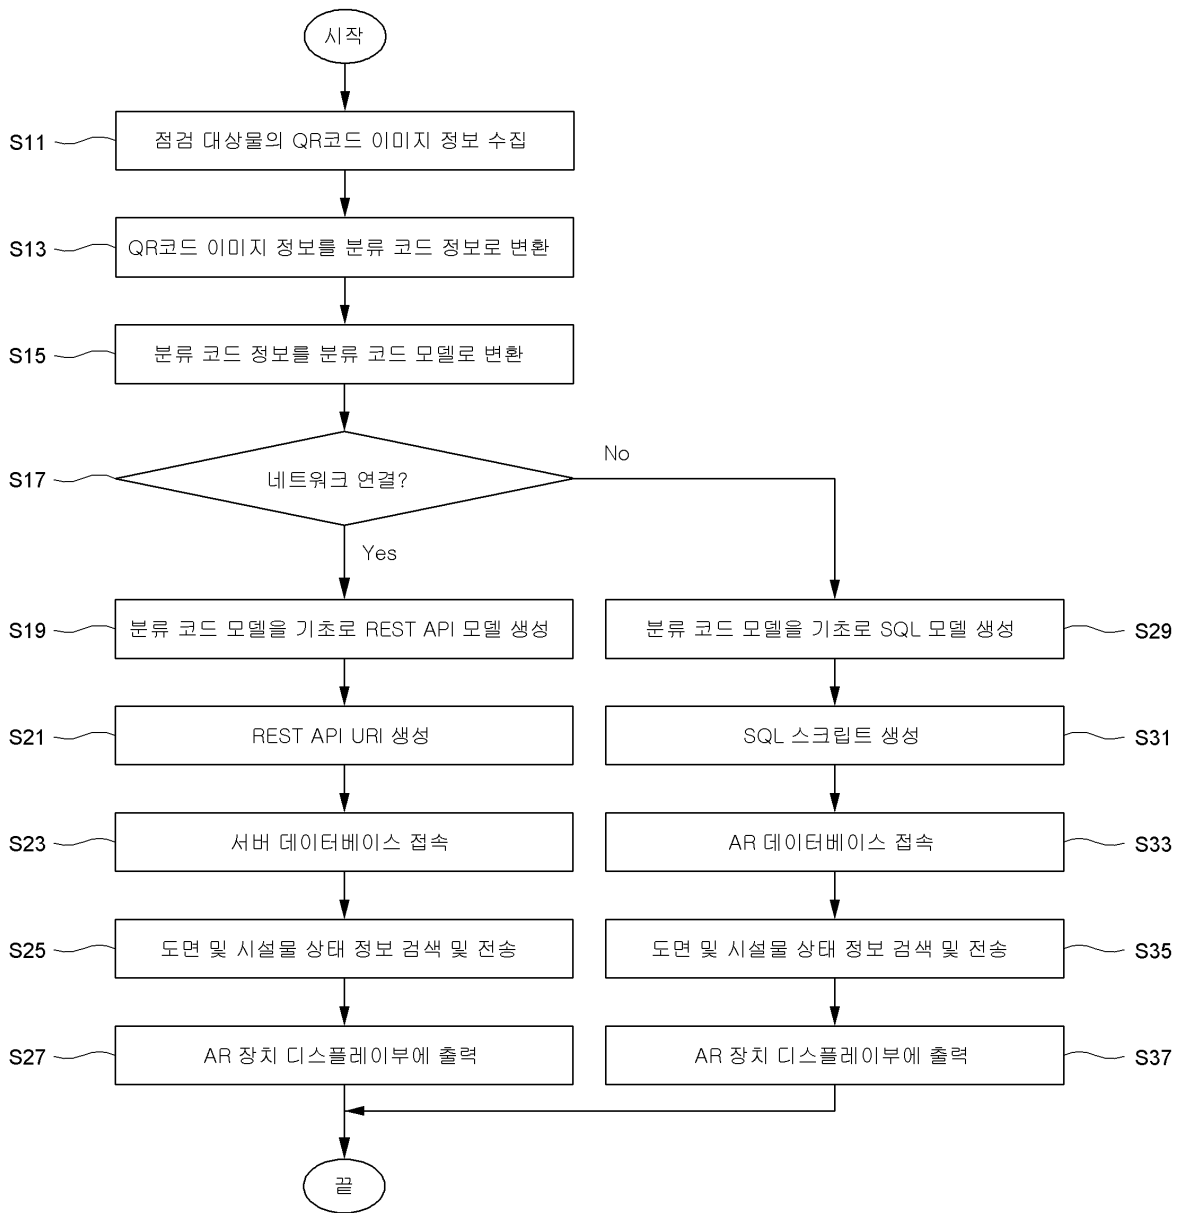 시작
S11
점검 대상물의 QR코드 이미지 정보 수집
S13
QR코드 이미지 정보를 분류 코드 정보로 변환
S15
분류 코드 정보를 분류 코드 모델로 변환
S17
네트워크 연결?
No
Yes
S19
분류 코드 모델을 기초로 REST API 모델 생성
분류 코드 모델을 기초로 SQL 모델 생성
S29
S21
REST API URI 생성
SQL 스크립트 생성
S31
S23
서버 데이터베이스 접속
AR 데이터베이스 접속
S33
S25
도면 및 시설물 상태 정보 검색 및 전송
도면 및 시설물 상태 정보 검색 및 전송
S35
S27
AR 장치 디스플레이부에 출력
AR 장치 디스플레이부에 출력
S37
끝